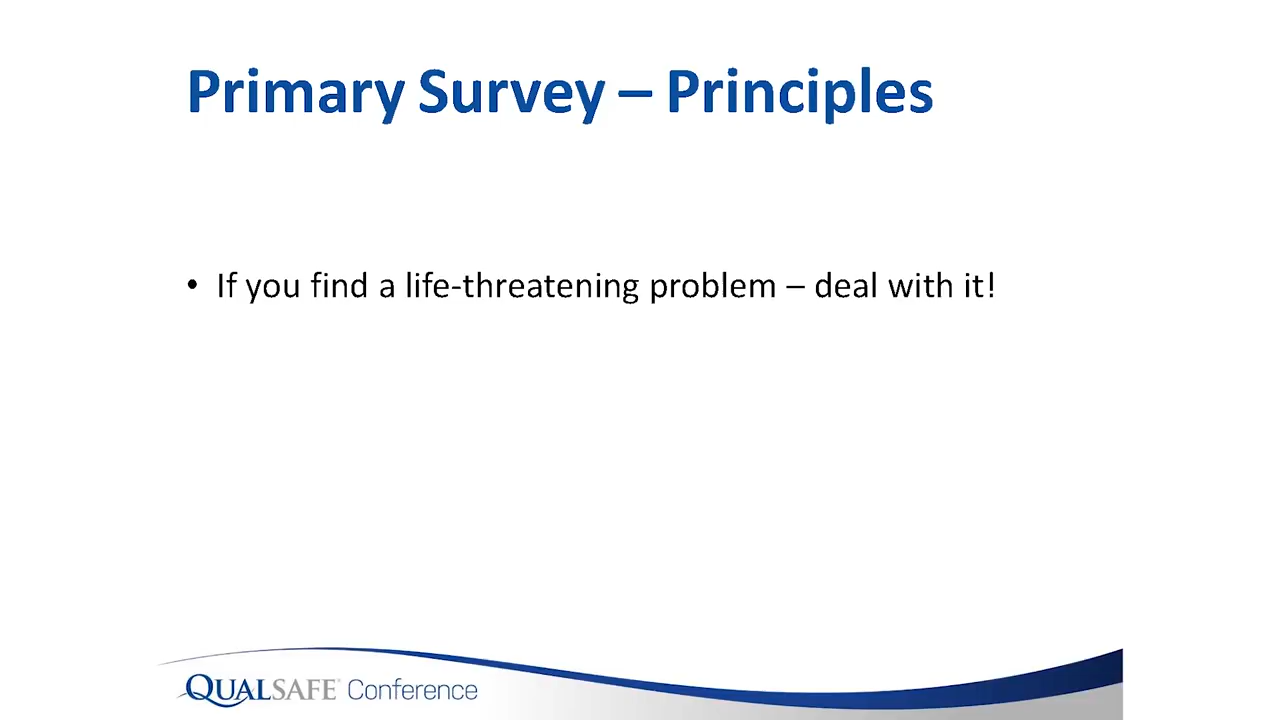 Primary Survey – Principles
• If you find a life-threatening problem – deal with it!
QUALSAFE Conference